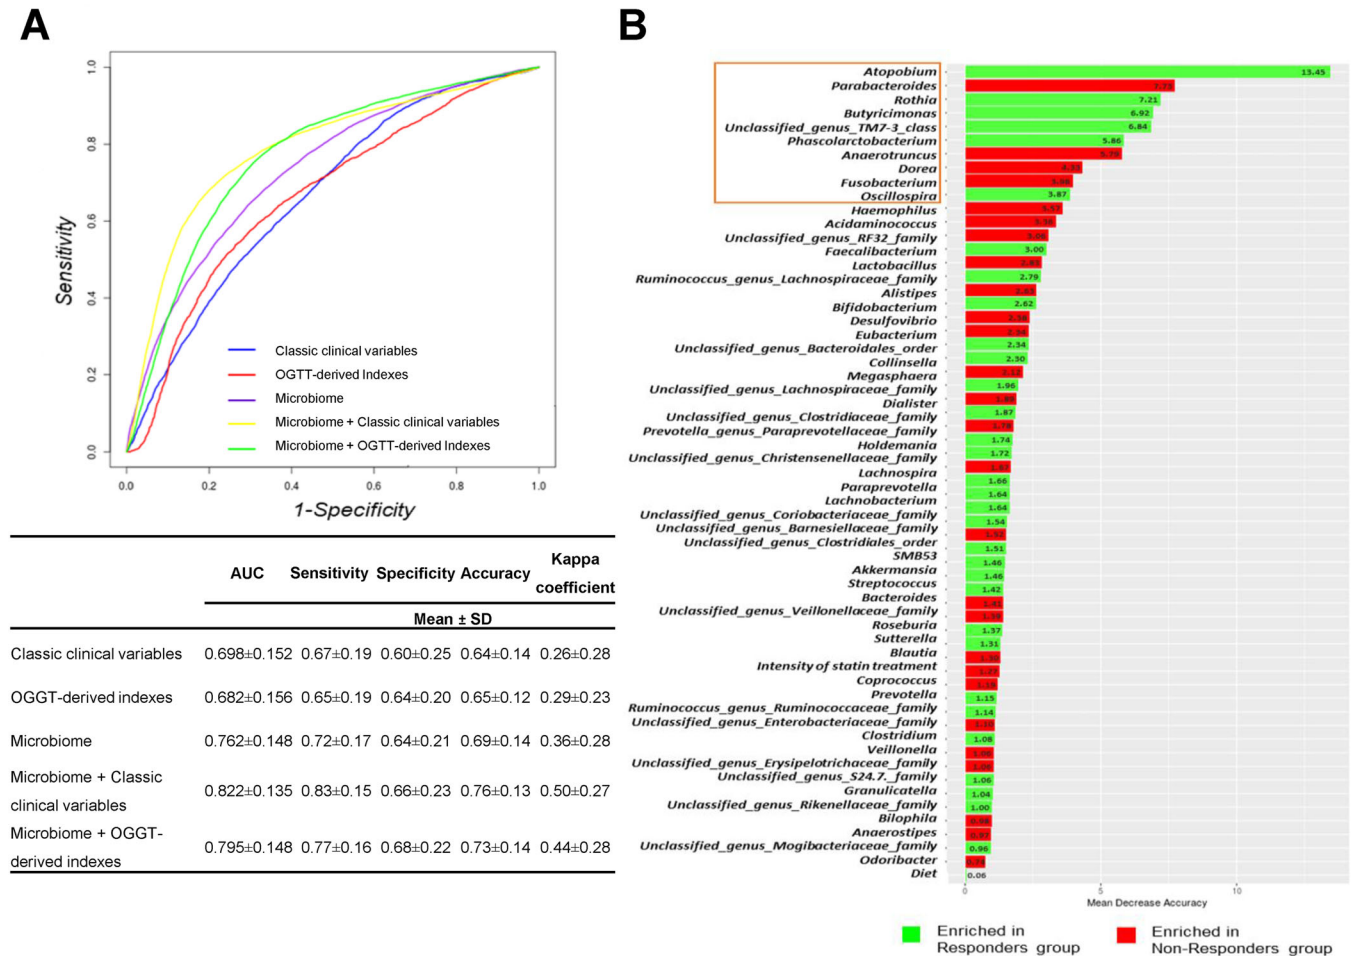 A
Sensitivity
1.0
0.8
0.6
0.4
0.2
0.0
Classic clinical variables
OGTT-derived Indexes
Microbiome
Microbiome + Classic clinical variables
Microbiome + OGTT-derived Indexes
0.0 0.2 0.4 0.6 0.8 1.0
1-Specificity
AUC Sensitivity Specificity Accuracy Kappa
coefficient
Mean ± SD
Classic clinical variables 0.698±0.152 0.67±0.19 0.60±0.25 0.64±0.14 0.26±0.28
OGGT-derived indexes 0.682±0.156 0.65±0.19 0.64±0.20 0.65±0.12 0.29±0.23
Microbiome 0.762±0.148 0.72±0.17 0.64±0.21 0.69±0.14 0.36±0.28
Microbiome + Classic
clinical variables 0.822±0.135 0.83±0.15 0.66±0.23 0.76±0.13 0.50±0.27
Microbiome + OGGT-
derived indexes 0.795±0.148 0.77±0.16 0.68±0.22 0.73±0.14 0.44±0.28
B
Atopobium
Parabacteroides
Rothia
Butyricimonas
Unclassified_genus_TM7-3_class
Phascolarctobacterium
Anaerotruncus
Dorea
Fusobacterium
Oscillospira
Haemophilus
Acidaminococcus
Unclassified_genus_RF32_family
Faecalibacterium
Lactobacillus
Ruminococcus_genus_Lachnospiraceae_family
Alistipes
Bifidobacterium
Desulfovibrio
Eubacterium
Unclassified_genus_Bacteroidales_order
Collinsella
Megasphaera
Unclassified_genus_Lachnospiraceae_family
Dialister
Unclassified_genus_Clostridiaceae_family
Prevotella_genus_Paraprevotellaceae_family
Holdemania
Unclassified_genus_Christensenellaceae_family
Lachnospira
Paraprevotella
Lachnobacterium
Unclassified_genus_Coriobacteriaceae_family
Unclassified_genus_Barnesiellaceae_family
Unclassified_genus_Clostridiales_order
SMB53
Akkermansia
Streptococcus
Bacteroides
Unclassified_genus_Veillonellaceae_family
Roseburia
Sutterella
Blautia
Intensity of statin treatment
Coprococcus
Prevotella
Ruminococcus_genus_Ruminococcaceae_family
Unclassified_genus_Enterobacteriaceae_family
Clostridium
Veillonella
Unclassified_genus_Erysipelotrichaceae_family
Unclassified_genus_S24.7._family
Granulicatella
Unclassified_genus_Rikenellaceae_family
Bilophila
Anaerostipes
Unclassified_genus_Mogibacteriaceae_family
Odoribacter
Diet
13.45
7.21
6.92
6.84
5.86
3.87
3.00
2.79
2.62
2.34
2.30
1.96
1.87
1.74
1.72
1.66
1.64
1.64
1.54
1.51
1.46
1.46
1.42
1.37
1.31
1.15
1.14
1.08
1.06
1.04
1.00
0.96
0.06
0 5 10
Mean Decrease Accuracy
Enriched in
Responders group
Enriched in
Non-Responders group